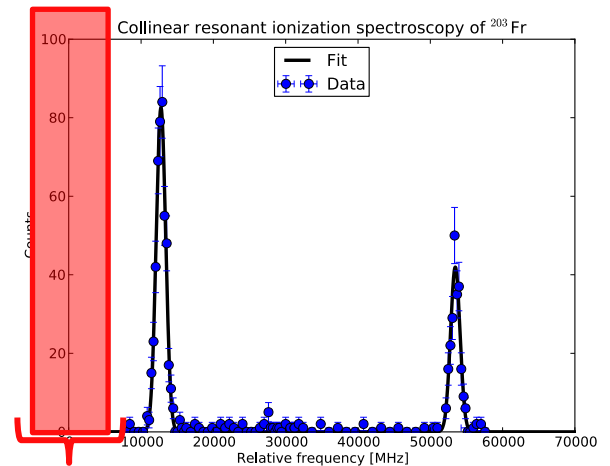 Collinear resonant ionization spectroscopy of ²⁰³Fr
Fit
Data
100
80
60
40
20
0
Counts
0 10000 20000 30000 40000 50000 60000 70000
Relative frequency [MHz]